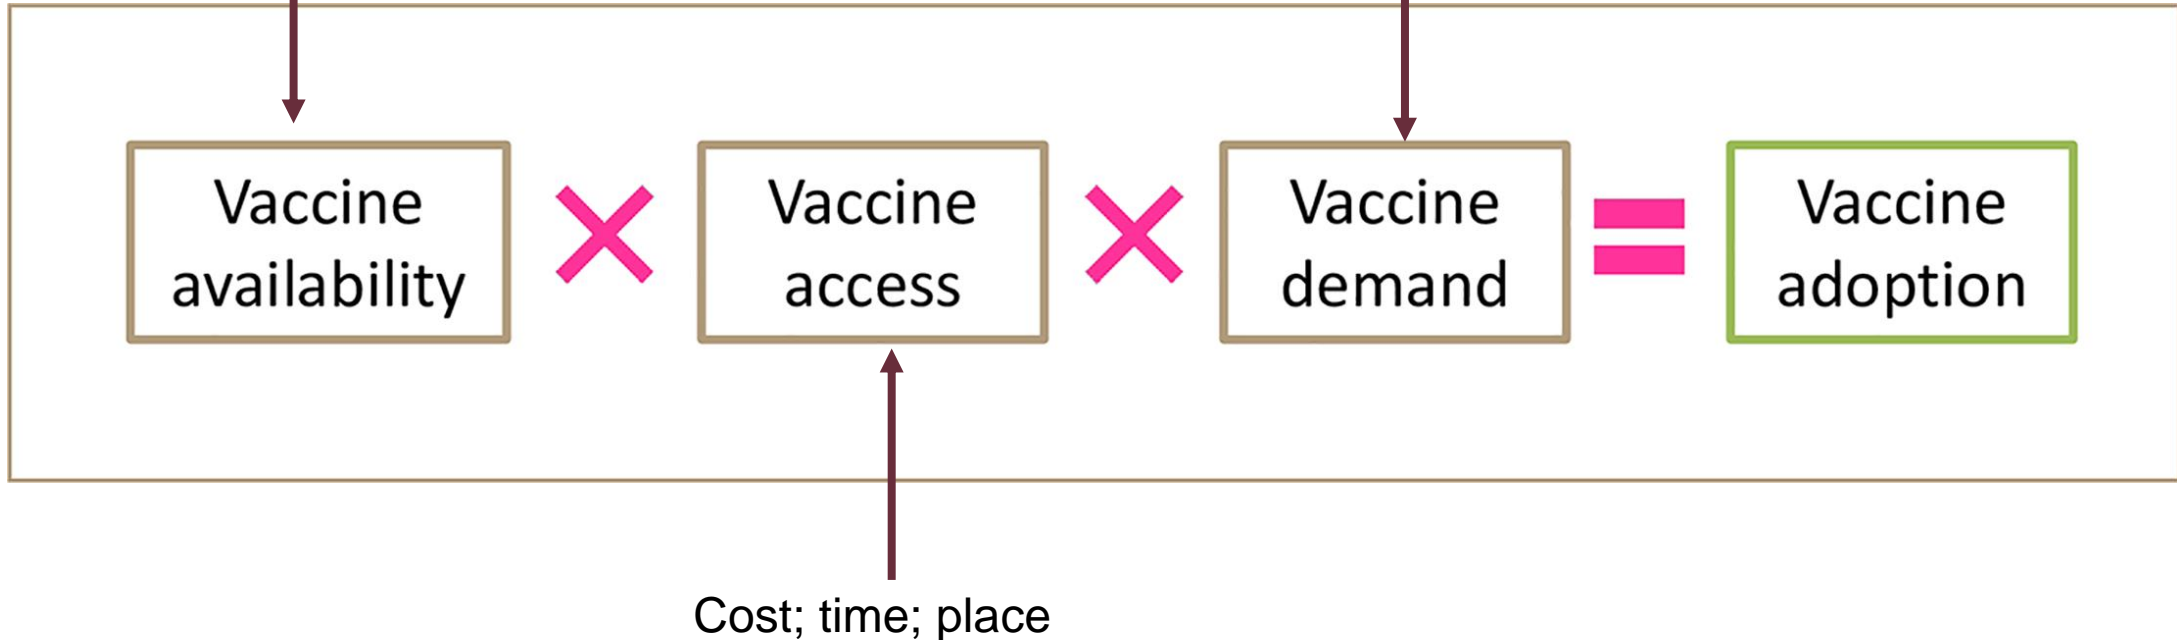 Vaccine
availability
Vaccine
access
Vaccine
demand
Vaccine
adoption
Cost; time; place